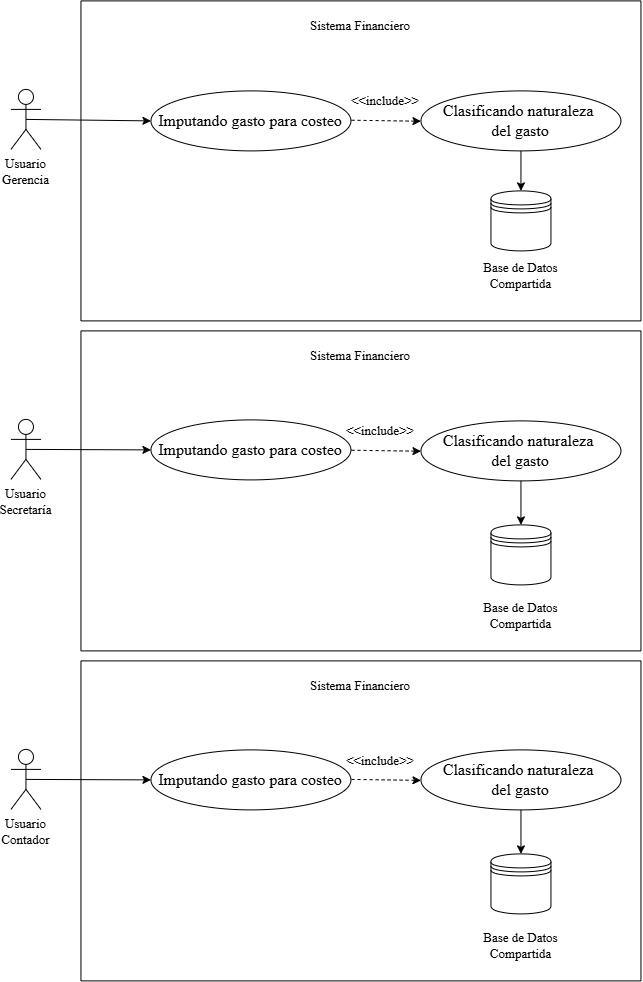 Sistema Financiero
<<include>>
Imputando gasto para costeo
Clasificando naturaleza
del gasto
Usuario
Gerencia
Base de Datos
Compartida
Sistema Financiero
<<include>>
Imputando gasto para costeo
Clasificando naturaleza
del gasto
Usuario
Secretaría
Base de Datos
Compartida
Sistema Financiero
<<include>>
Imputando gasto para costeo
Clasificando naturaleza
del gasto
Usuario
Contador
Base de Datos
Compartida